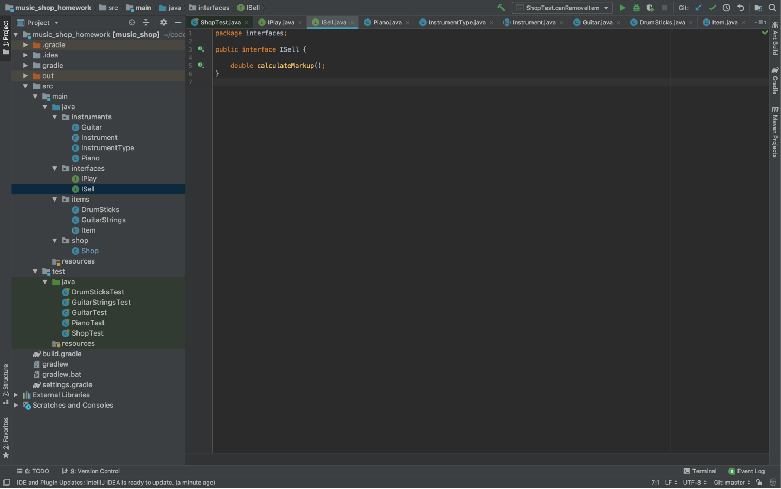 music_shop_homework src main java interfaces ISell ShopTest.canRemoveItem Git:
Project
ShopTest.java IPlay.java ISell.java Piano.java InstrumentType.java Instrument.java Guitar.java DrumSticks.java Item.java
1: Project
music_shop_homework [music_shop] ~/code
.gradle
.idea
gradle
out
src
main
java
instruments
Guitar
Instrument
InstrumentType
Piano
interfaces
IPlay
ISell
items
DrumSticks
GuitarStrings
Item
shop
Shop
resources
test
java
DrumSticksTest
GuitarStringsTest
GuitarTest
PianoTest
ShopTest
resources
build.gradle
gradlew
gradlew.bat
settings.gradle
External Libraries
Scratches and Consoles
7: Structure
2: Favorites
1 package interfaces;
2
3 public interface ISell {
4
5 double calculateMarkup();
6 }
7
Ant Build
Gradle
Maven Projects
6: TODO 9: Version Control Terminal Event Log
IDE and Plugin Updates: IntelliJ IDEA is ready to update. (a minute ago) 7:1 LF UTF-8 Git: master